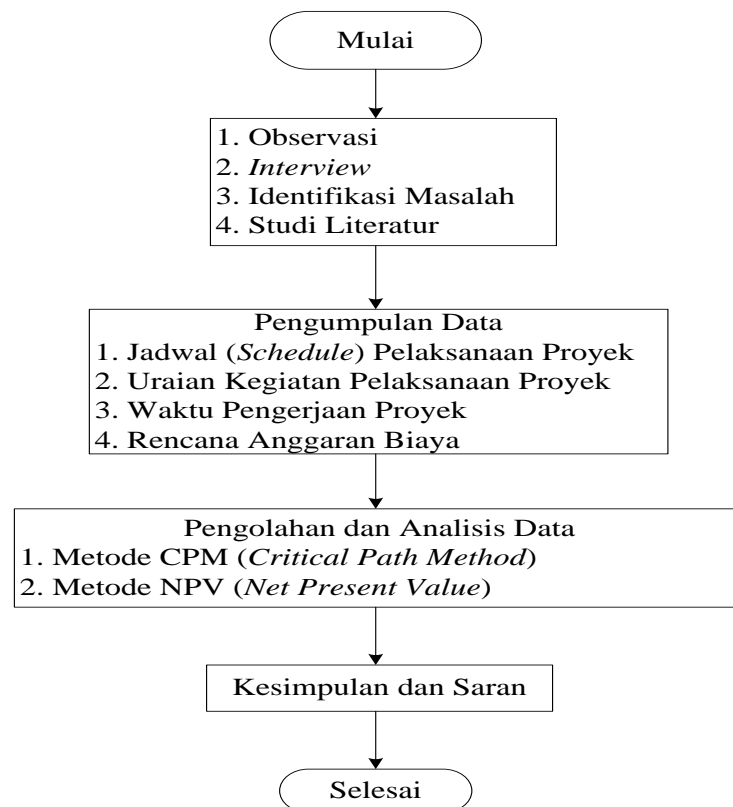 Mulai
1. Observasi
2. Interview
3. Identifikasi Masalah
4. Studi Literatur
Pengumpulan Data
1. Jadwal (Schedule) Pelaksanaan Proyek
2. Uraian Kegiatan Pelaksanaan Proyek
3. Waktu Pengerjaan Proyek
4. Rencana Anggaran Biaya
Pengolahan dan Analisis Data
1. Metode CPM (Critical Path Method)
2. Metode NPV (Net Present Value)
Kesimpulan dan Saran
Selesai